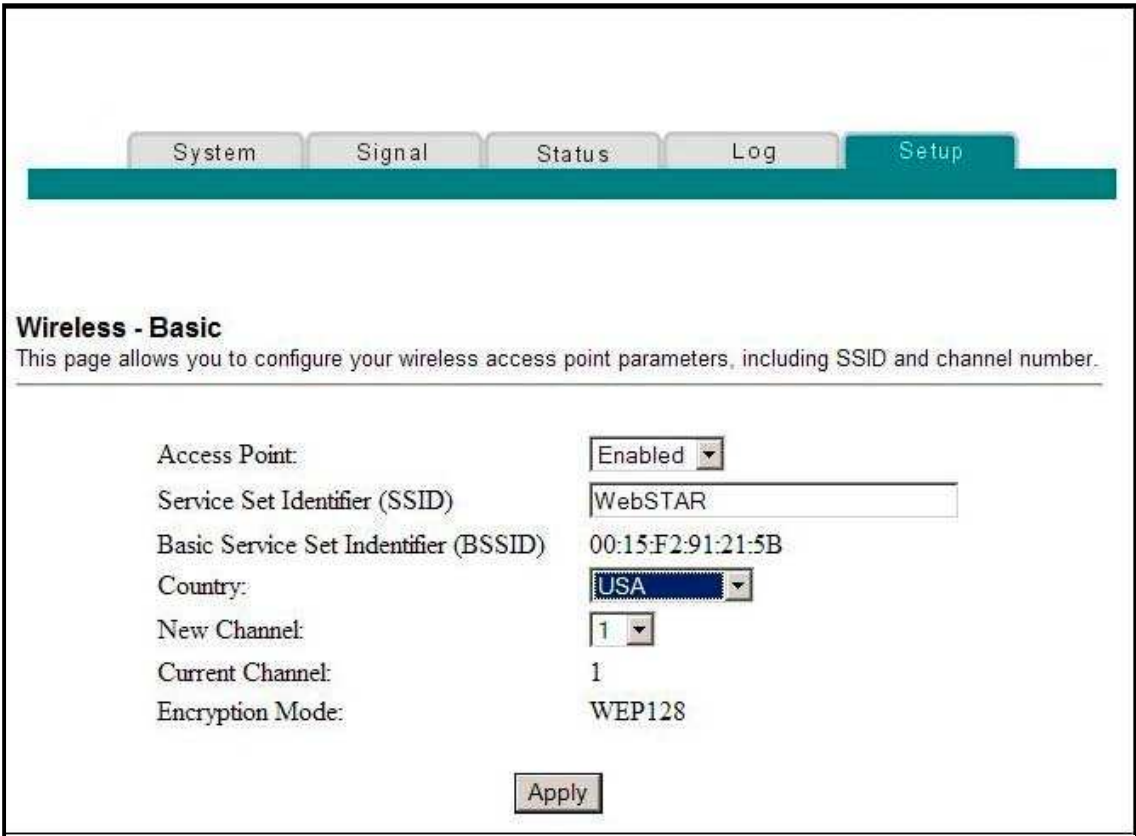 System Signal Status Log Setup
Wireless - Basic
This page allows you to configure your wireless access point parameters, including SSID and channel number.
Access Point: Enabled
Service Set Identifier (SSID) WebSTAR
Basic Service Set Indentifier (BSSID) 00:15:F2:91:21:5B
Country: USA
New Channel: 1
Current Channel: 1
Encryption Mode: WEP128
Apply